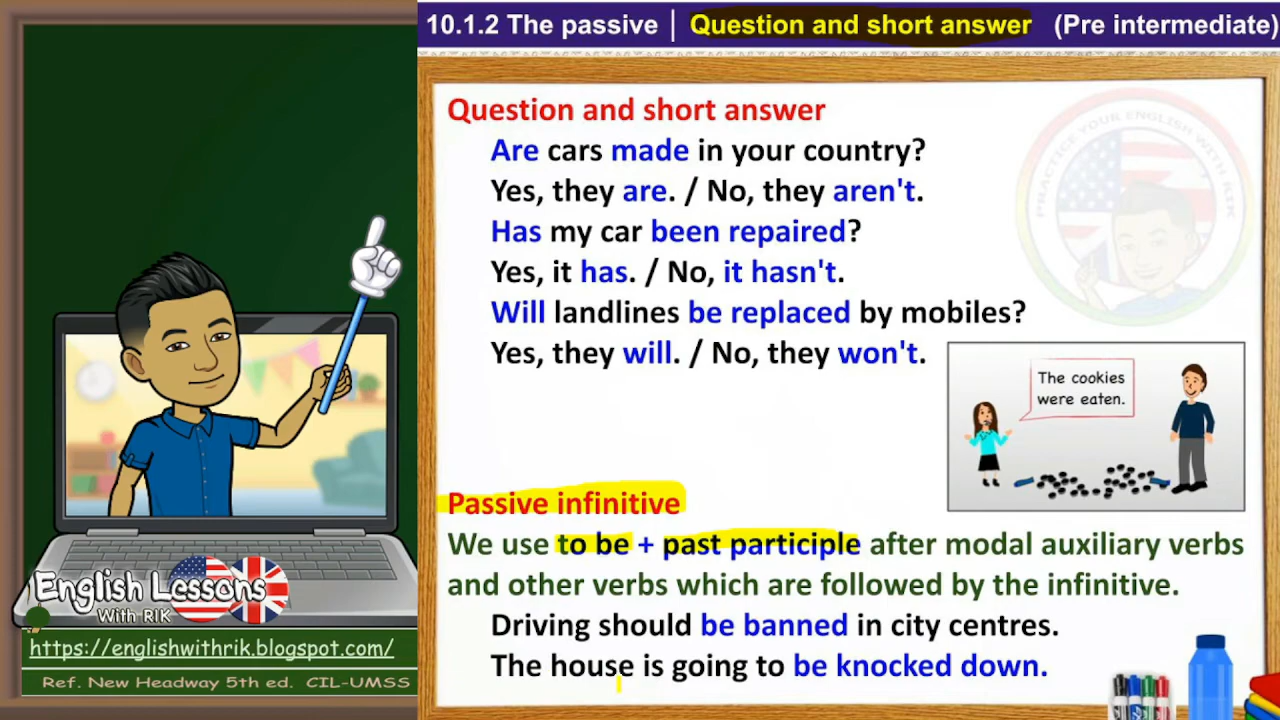 10.1.2 The passive | Question and short answer (Pre intermediate)
Question and short answer
Are cars made in your country?
Yes, they are. / No, they aren't.
Has my car been repaired?
Yes, it has. / No, it hasn't.
Will landlines be replaced by mobiles?
Yes, they will. / No, they won't.
The cookies
were eaten.
Passive infinitive
We use to be + past participle after modal auxiliary verbs
and other verbs which are followed by the infinitive.
Driving should be banned in city centres.
The house is going to be knocked down.
PRACTICE YOUR ENGLISH WITH RIK
English Lessons
With RIK
https://englishwithrik.blogspot.com/
Ref. New Headway 5th ed. CIL-UMSS